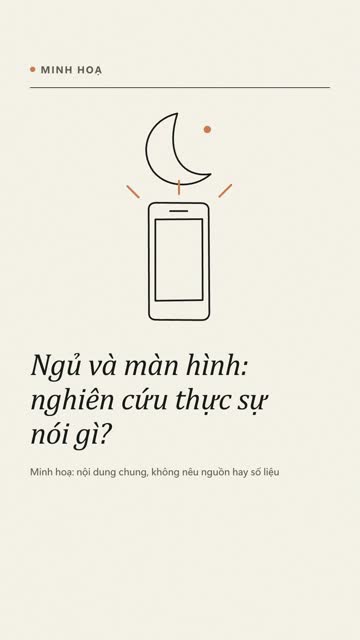 MINH HOẠ
Ngủ và màn hình:
nghiên cứu thực sự
nói gì?
Minh hoạ: nội dung chung, không nêu nguồn hay số liệu